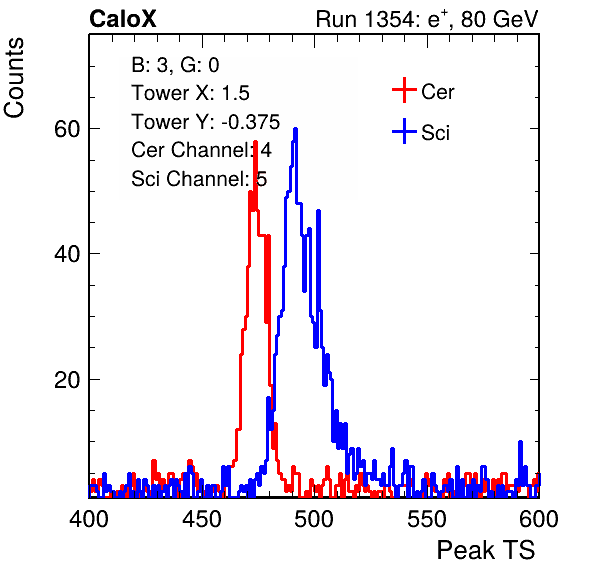 CaloX Run 1354: e⁺, 80 GeV
Counts
B: 3, G: 0
Tower X: 1.5
Tower Y: -0.375
Cer Channel: 4
Sci Channel: 5
Cer
Sci
60
40
20
400 450 500 550 600
Peak TS